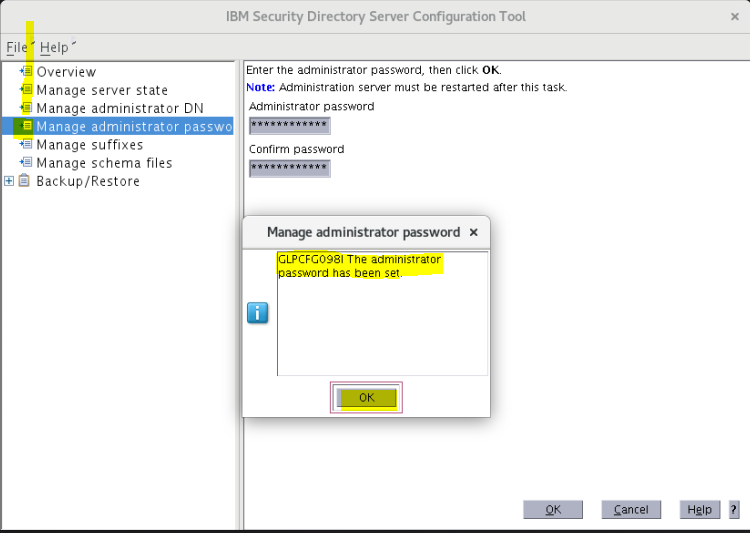 IBM Security Directory Server Configuration Tool
File Help
Overview
Manage server state
Manage administrator DN
Manage administrator passwo
Manage suffixes
Manage schema files
Backup/Restore
Enter the administrator password, then click OK.
Note: Administration server must be restarted after this task.
Administrator password
************
Confirm password
************
Manage administrator password
GLPCFG098I The administrator
password has been set.
OK
OK Cancel Help ?